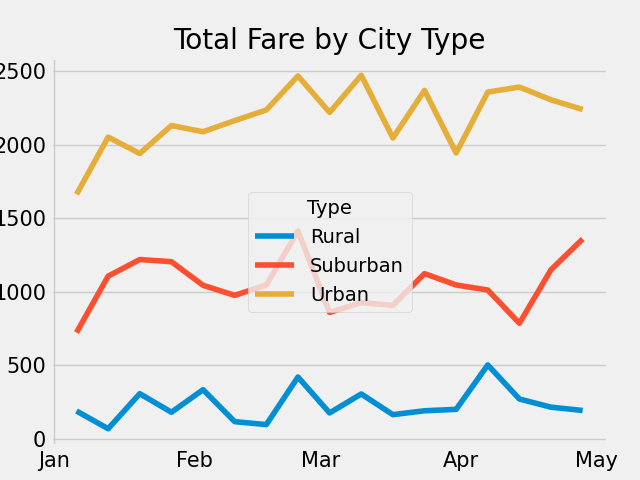 Total Fare by City Type
2500
2000
1500
1000
500
0
Type
Rural
Suburban
Urban
Jan Feb Mar Apr May